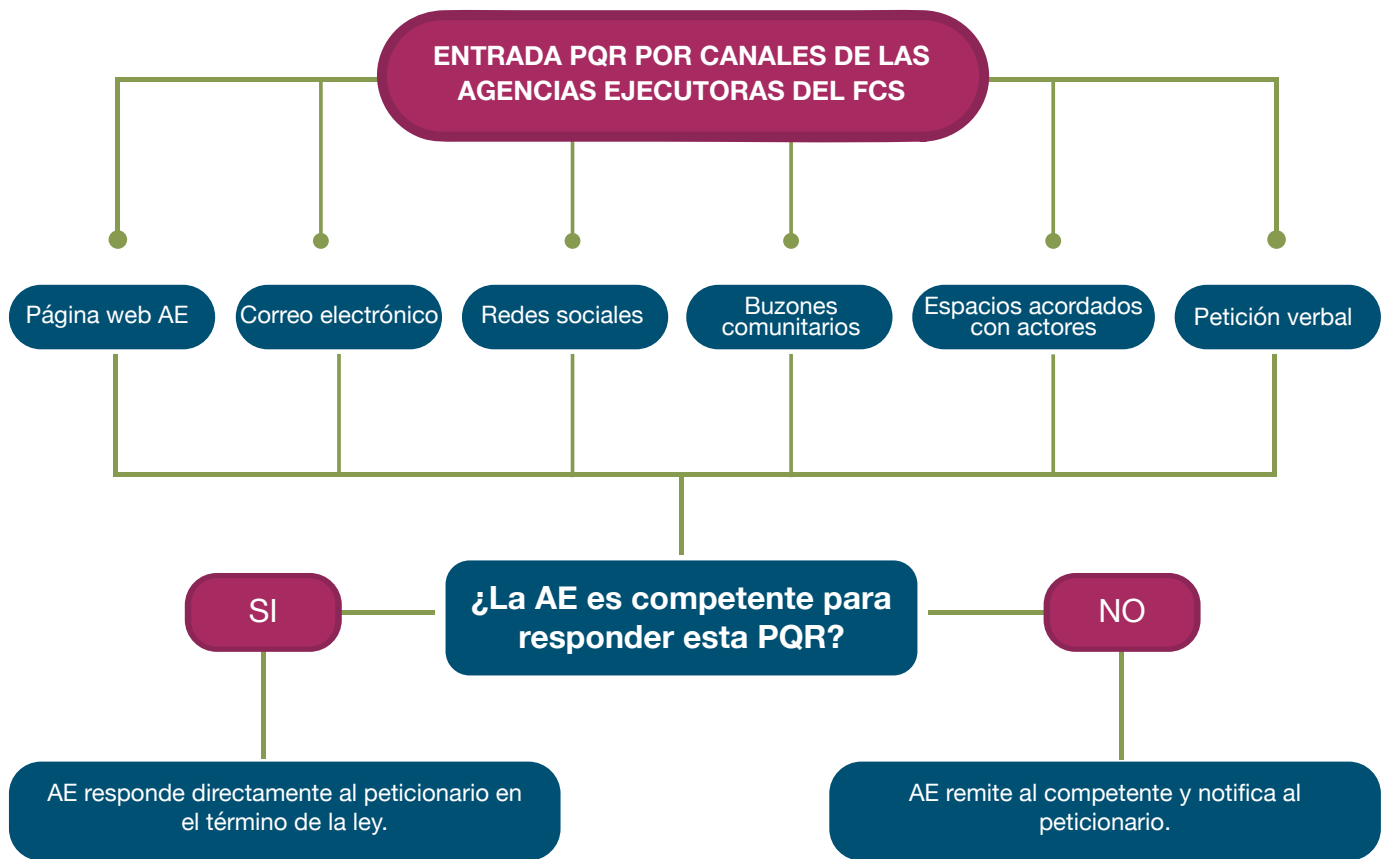 ENTRADA PQR POR CANALES DE LAS
AGENCIAS EJECUTORAS DEL FCS
Página web AE
Correo electrónico
Redes sociales
Buzones
comunitarios
Espacios acordados
con actores
Petición verbal
SI
¿La AE es competente para
responder esta PQR?
NO
AE responde directamente al peticionario en
el término de la ley.
AE remite al competente y notifica al
peticionario.